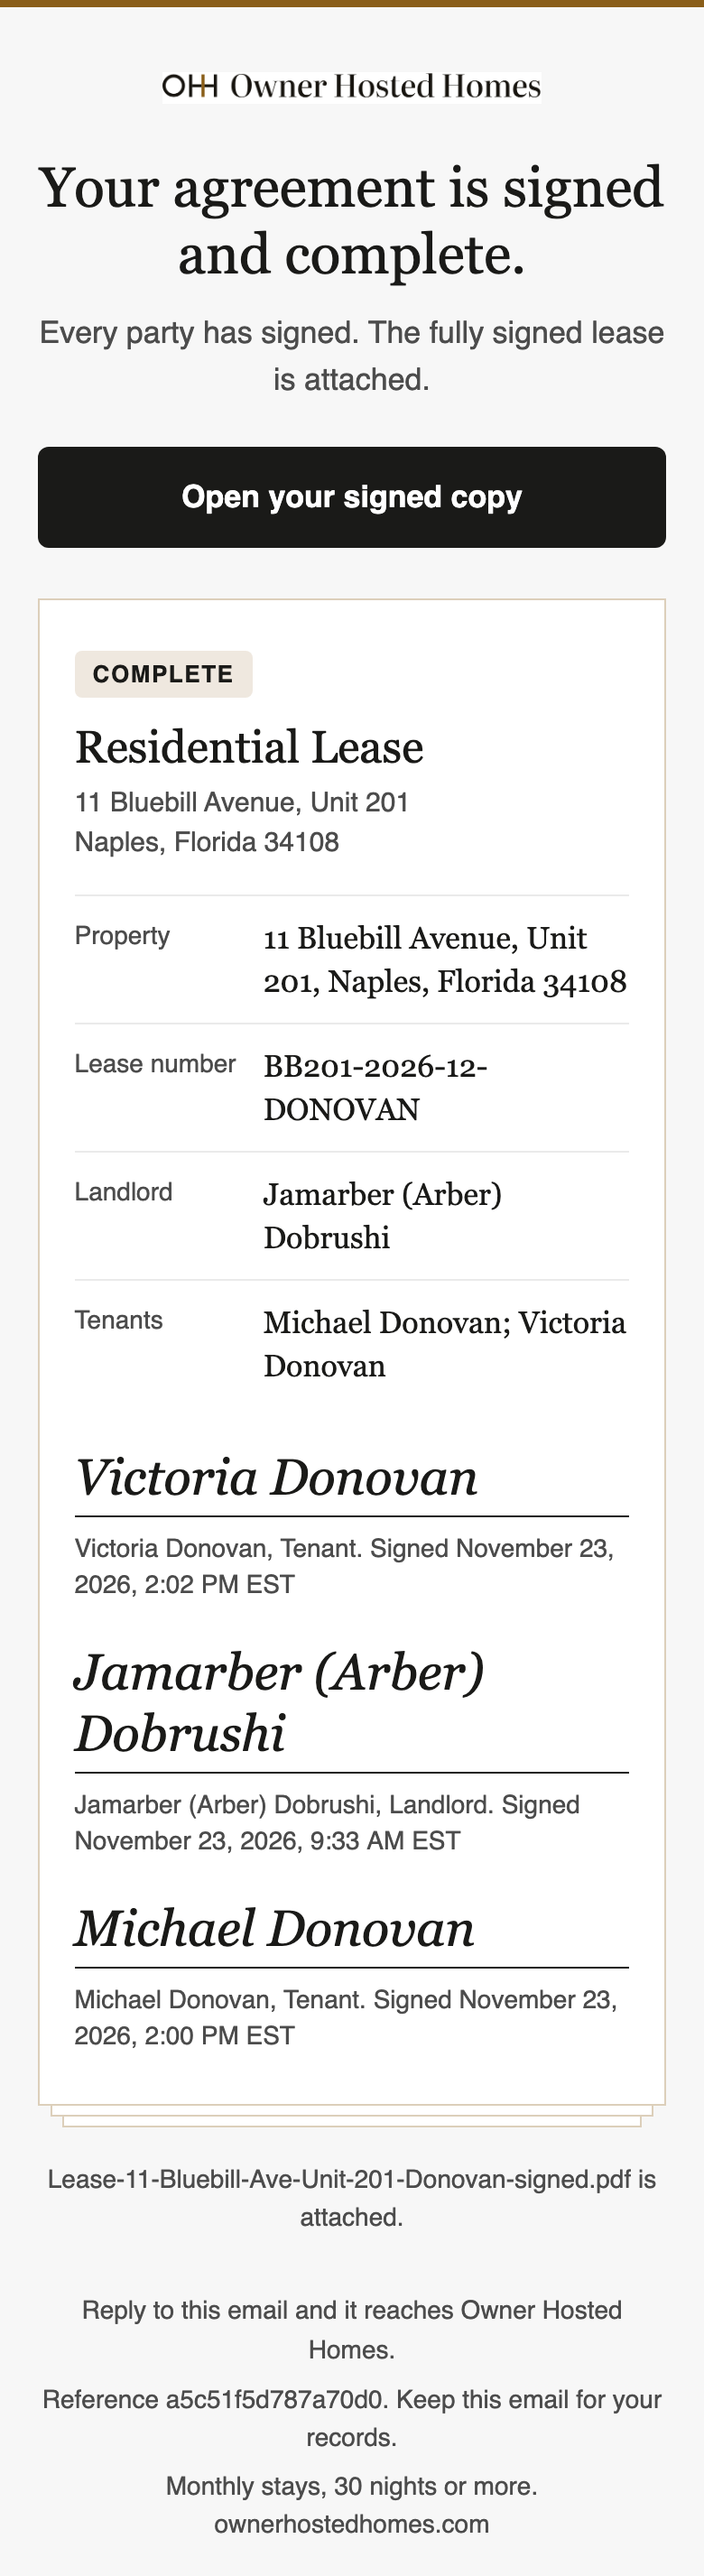 OHH Owner Hosted Homes
Your agreement is signed
and complete.
Every party has signed. The fully signed lease
is attached.
Open your signed copy
COMPLETE
Residential Lease
11 Bluebill Avenue, Unit 201
Naples, Florida 34108
Property
11 Bluebill Avenue, Unit
201, Naples, Florida 34108
Lease number
BB201-2026-12-
DONOVAN
Landlord
Jamarber (Arber)
Dobrushi
Tenants
Michael Donovan; Victoria
Donovan
Victoria Donovan
Victoria Donovan, Tenant. Signed November 23,
2026, 2:02 PM EST
Jamarber (Arber)
Dobrushi
Jamarber (Arber) Dobrushi, Landlord. Signed
November 23, 2026, 9:33 AM EST
Michael Donovan
Michael Donovan, Tenant. Signed November 23,
2026, 2:00 PM EST
Lease-11-Bluebill-Ave-Unit-201-Donovan-signed.pdf is
attached.
Reply to this email and it reaches Owner Hosted
Homes.
Reference a5c51f5d787a70d0. Keep this email for your
records.
Monthly stays, 30 nights or more.
ownerhostedhomes.com